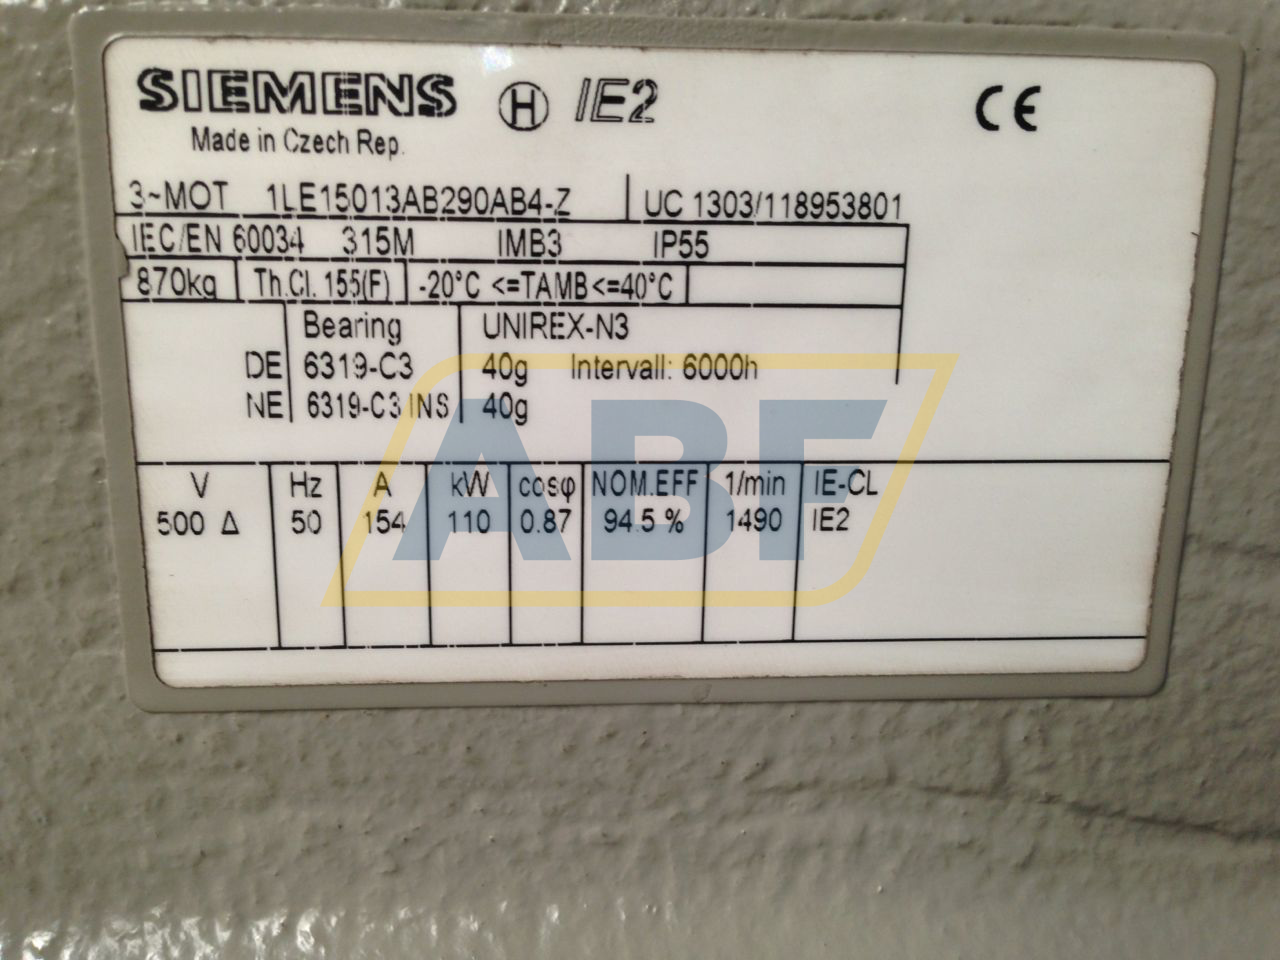 SIEMENS Ⓗ IE2 CE
Made in Czech Rep.
3~MOT 1LE15013AB290AB4-Z UC 1303/118953801
IEC/EN 60034 315M IMB3 IP55
870kg Th.Cl. 155(F) -20°C <=TAMB<=40°C
Bearing UNIREX-N3
DE 6319-C3 40g Intervall: 6000h
NE 6319-C3 INS 40g
V Hz A kW cosφ NOM.EFF 1/min IE-CL
500 Δ 50 154 110 0.87 94.5 % 1490 IE2
ABF